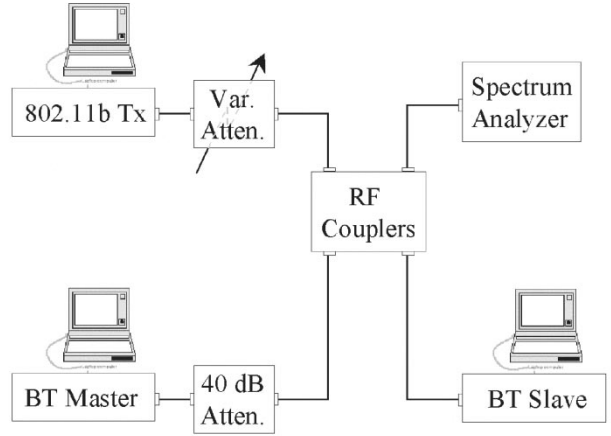 802.11b Tx
Var.
Atten.
Spectrum
Analyzer
RF
Couplers
BT Master
40 dB
Atten.
BT Slave